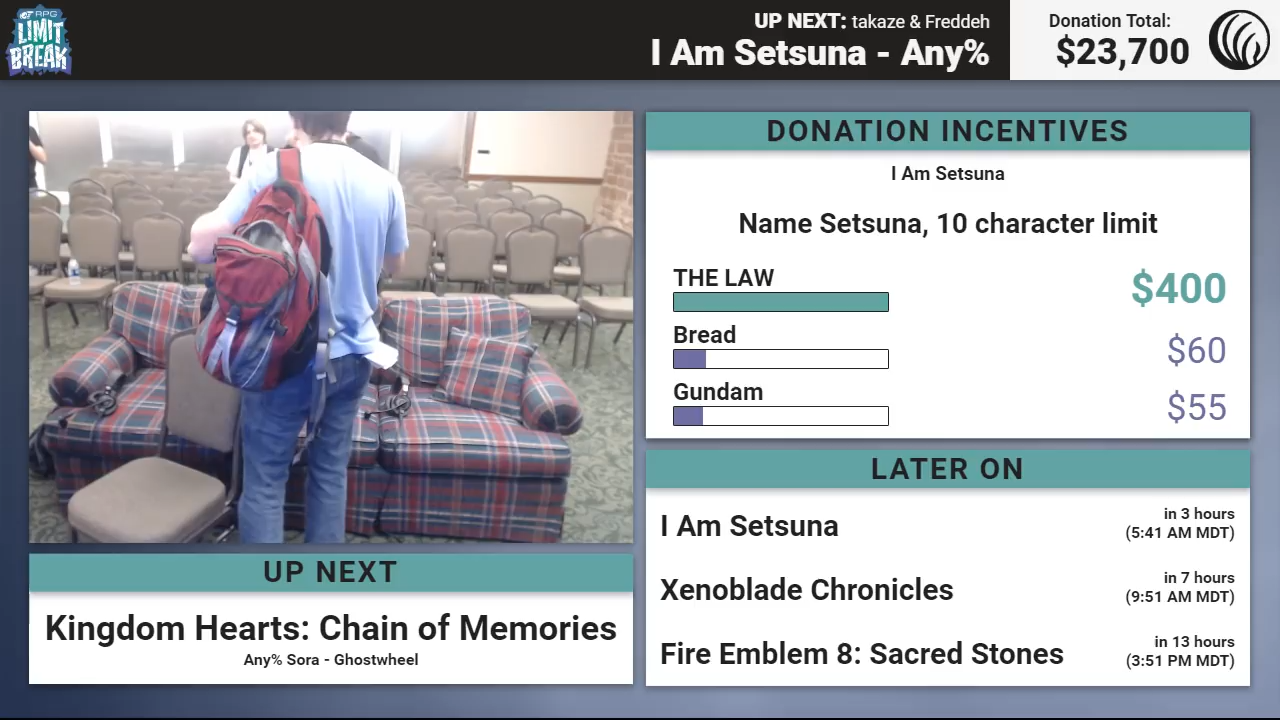 RPG
LIMIT
BREAK
UP NEXT: takaze & Freddeh
I Am Setsuna - Any%
Donation Total:
$23,700
DONATION INCENTIVES
I Am Setsuna
Name Setsuna, 10 character limit
THE LAW
$400
Bread
$60
Gundam
$55
LATER ON
I Am Setsuna
in 3 hours
(5:41 AM MDT)
Xenoblade Chronicles
in 7 hours
(9:51 AM MDT)
Fire Emblem 8: Sacred Stones
in 13 hours
(3:51 PM MDT)
UP NEXT
Kingdom Hearts: Chain of Memories
Any% Sora - Ghostwheel